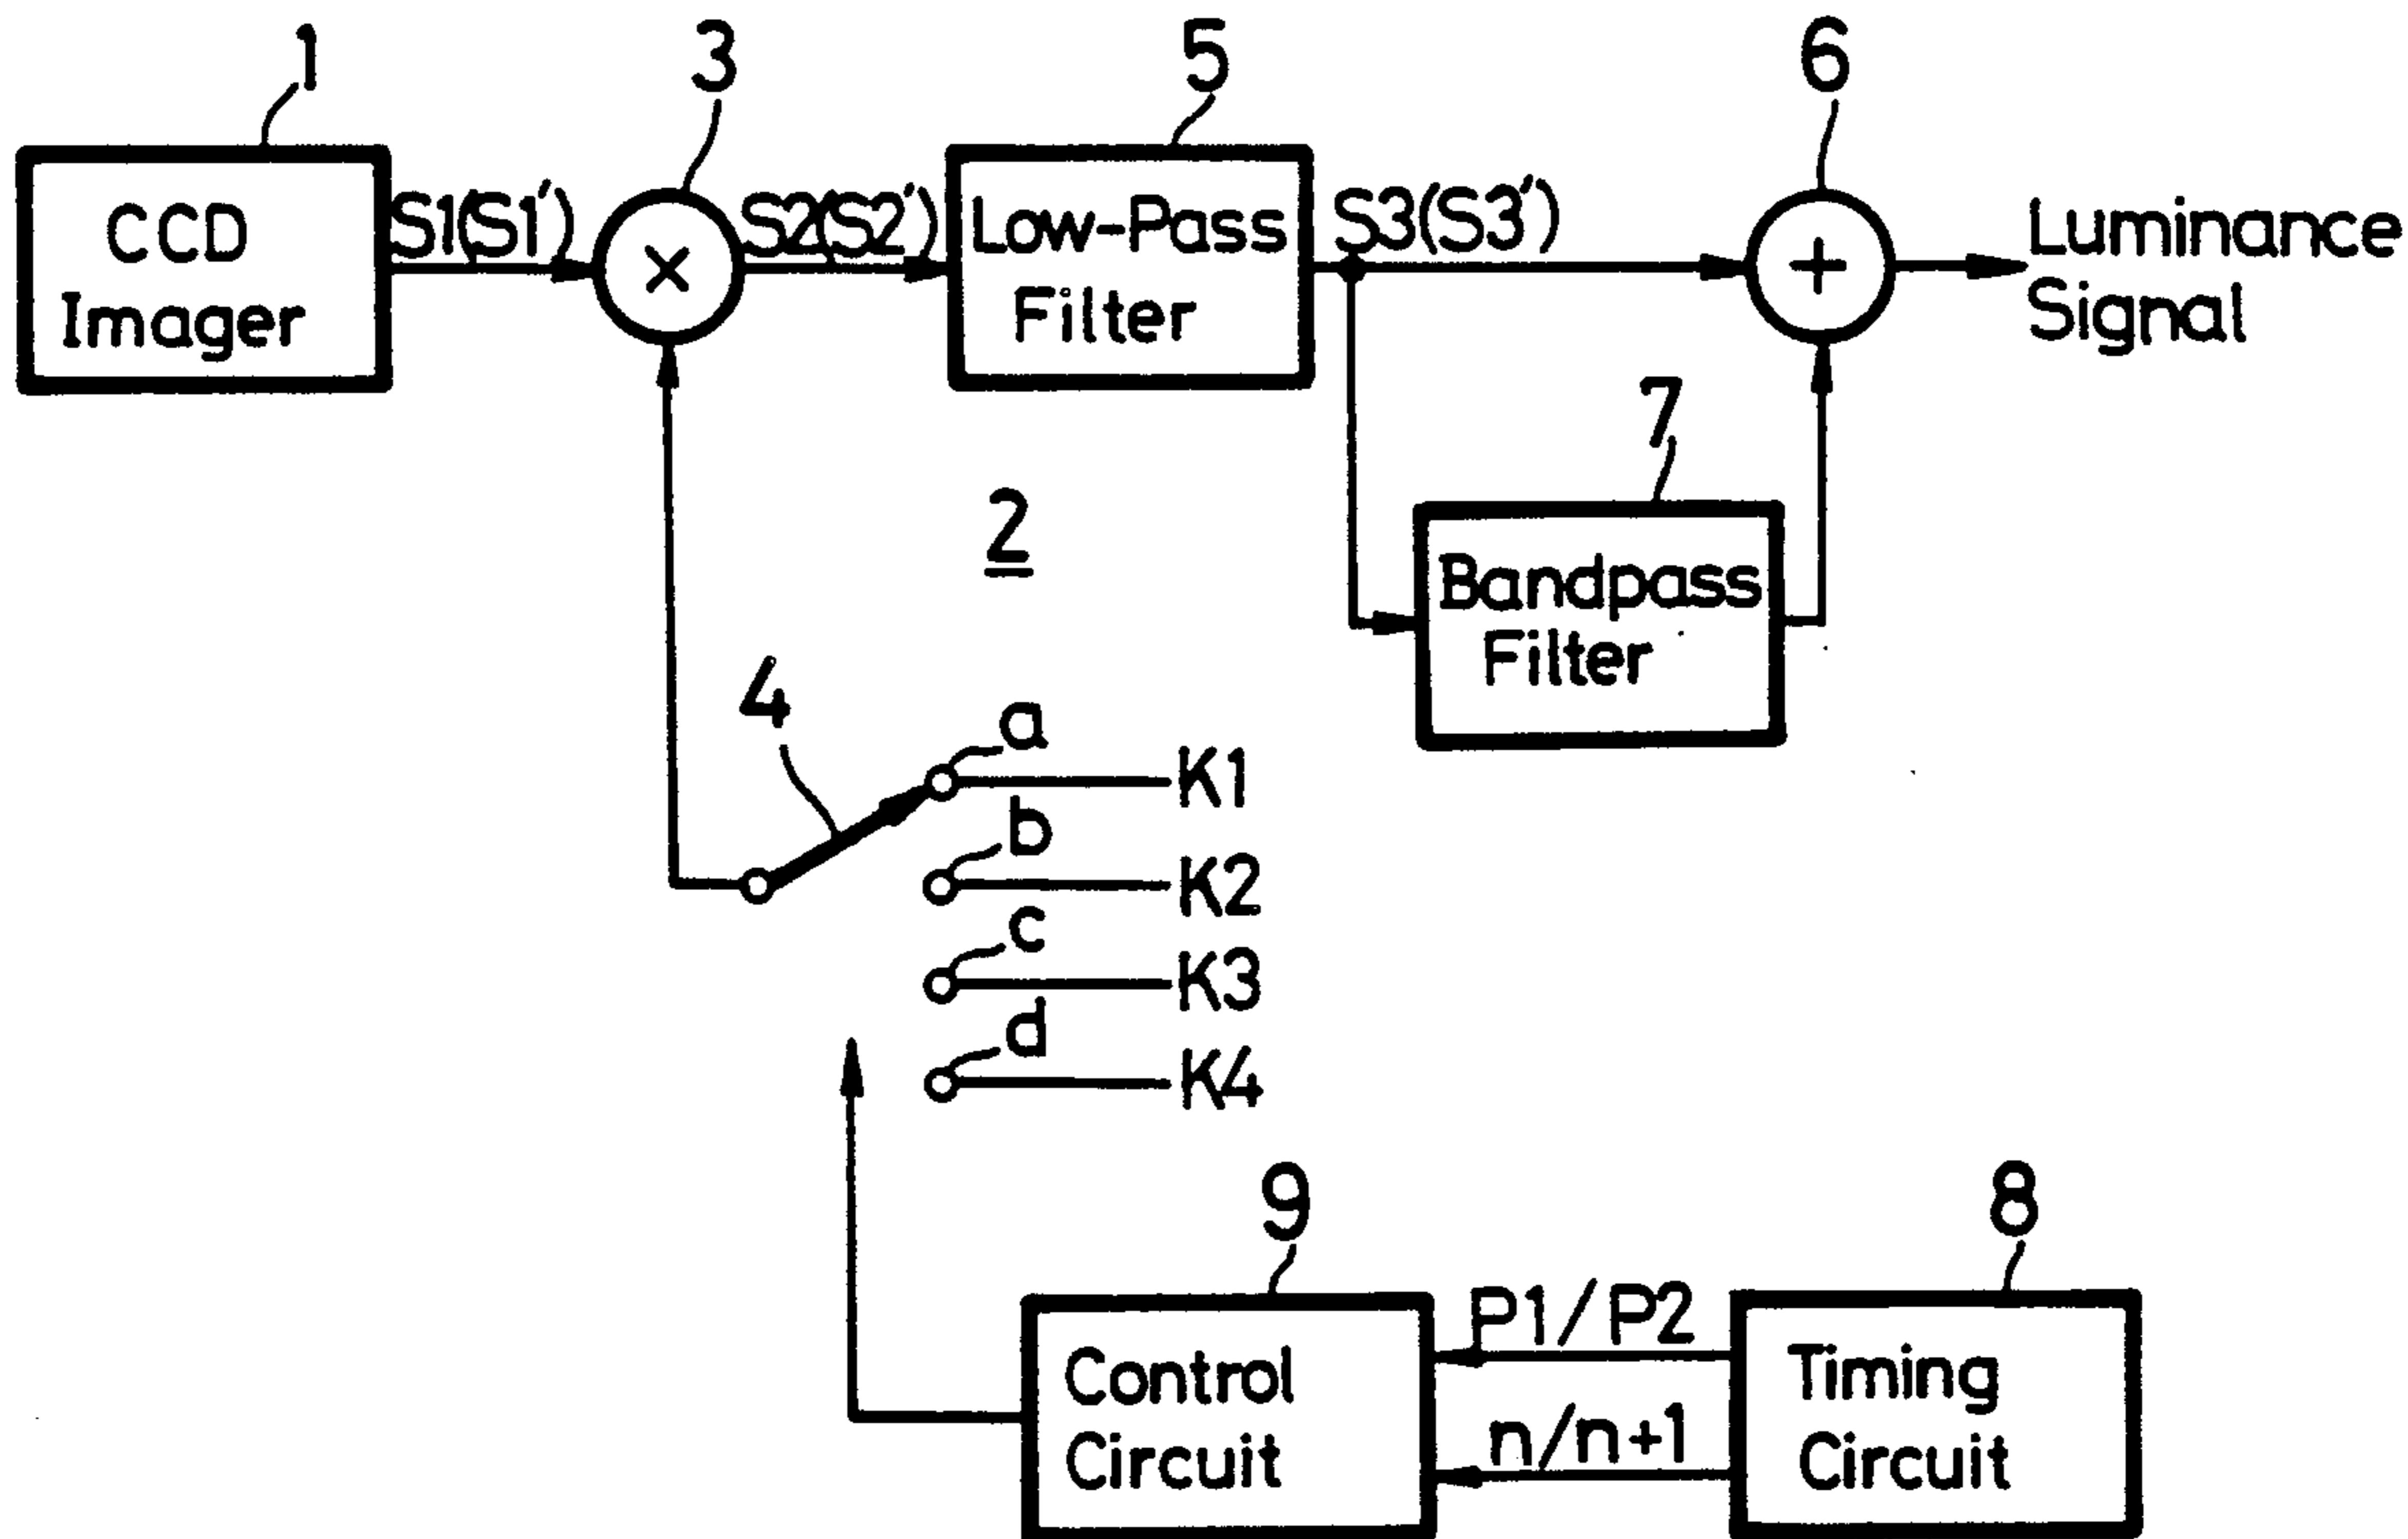 1
3
5
6
CCD
Imager
S1(S1')
×
S2(S2')
Low-Pass
Filter
S3(S3')
+
Luminance
Signal
7
2
Bandpass
Filter
4
a
K1
b
K2
c
K3
d
K4
9
8
Control
Circuit
P1/P2
n/n+1
Timing
Circuit